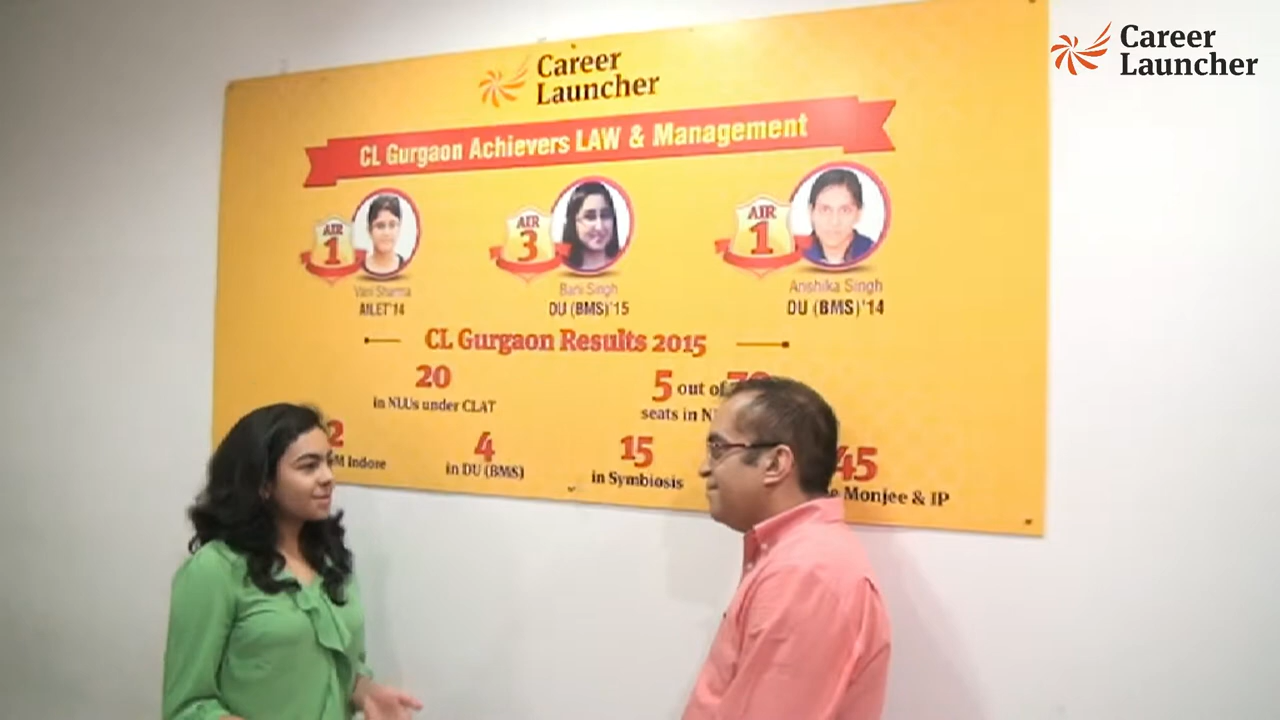 Career
Launcher
Career
Launcher
CL Gurgaon Achievers LAW & Management
AIR
1
AIR
3
AIR
1
Vani Sharma
Bani Singh
Anshika Singh
AILET'14
DU (BMS)'15
DU (BMS)'14
CL Gurgaon Results 2015
20
in NLUs under CLAT
5 out of
seats in
2
M Indore
4
in DU (BMS)
15
in Symbiosis
45
Monjee & IP